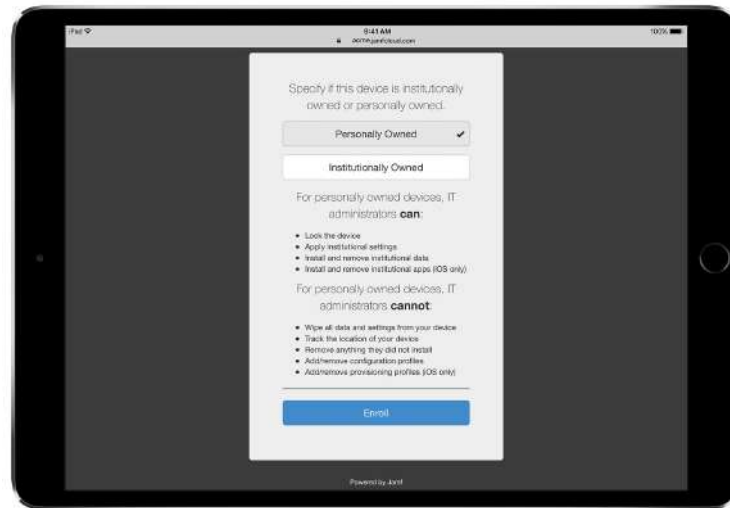 iPad
9:41 AM
100%
acme.jamfcloud.com
Specify if this device is institutionally
owned or personally owned.
Personally Owned
Institutionally Owned
For personally owned devices, IT
administrators can:
• Lock the device
• Apply institutional settings
• Install and remove institutional data
• Install and remove institutional apps (iOS only)
For personally owned devices, IT
administrators cannot:
• Wipe all data and settings from your device
• Track the location of your device
• Remove anything they did not install
• Add/remove configuration profiles
• Add/remove provisioning profiles (iOS only)
Enroll
Powered by Jamf